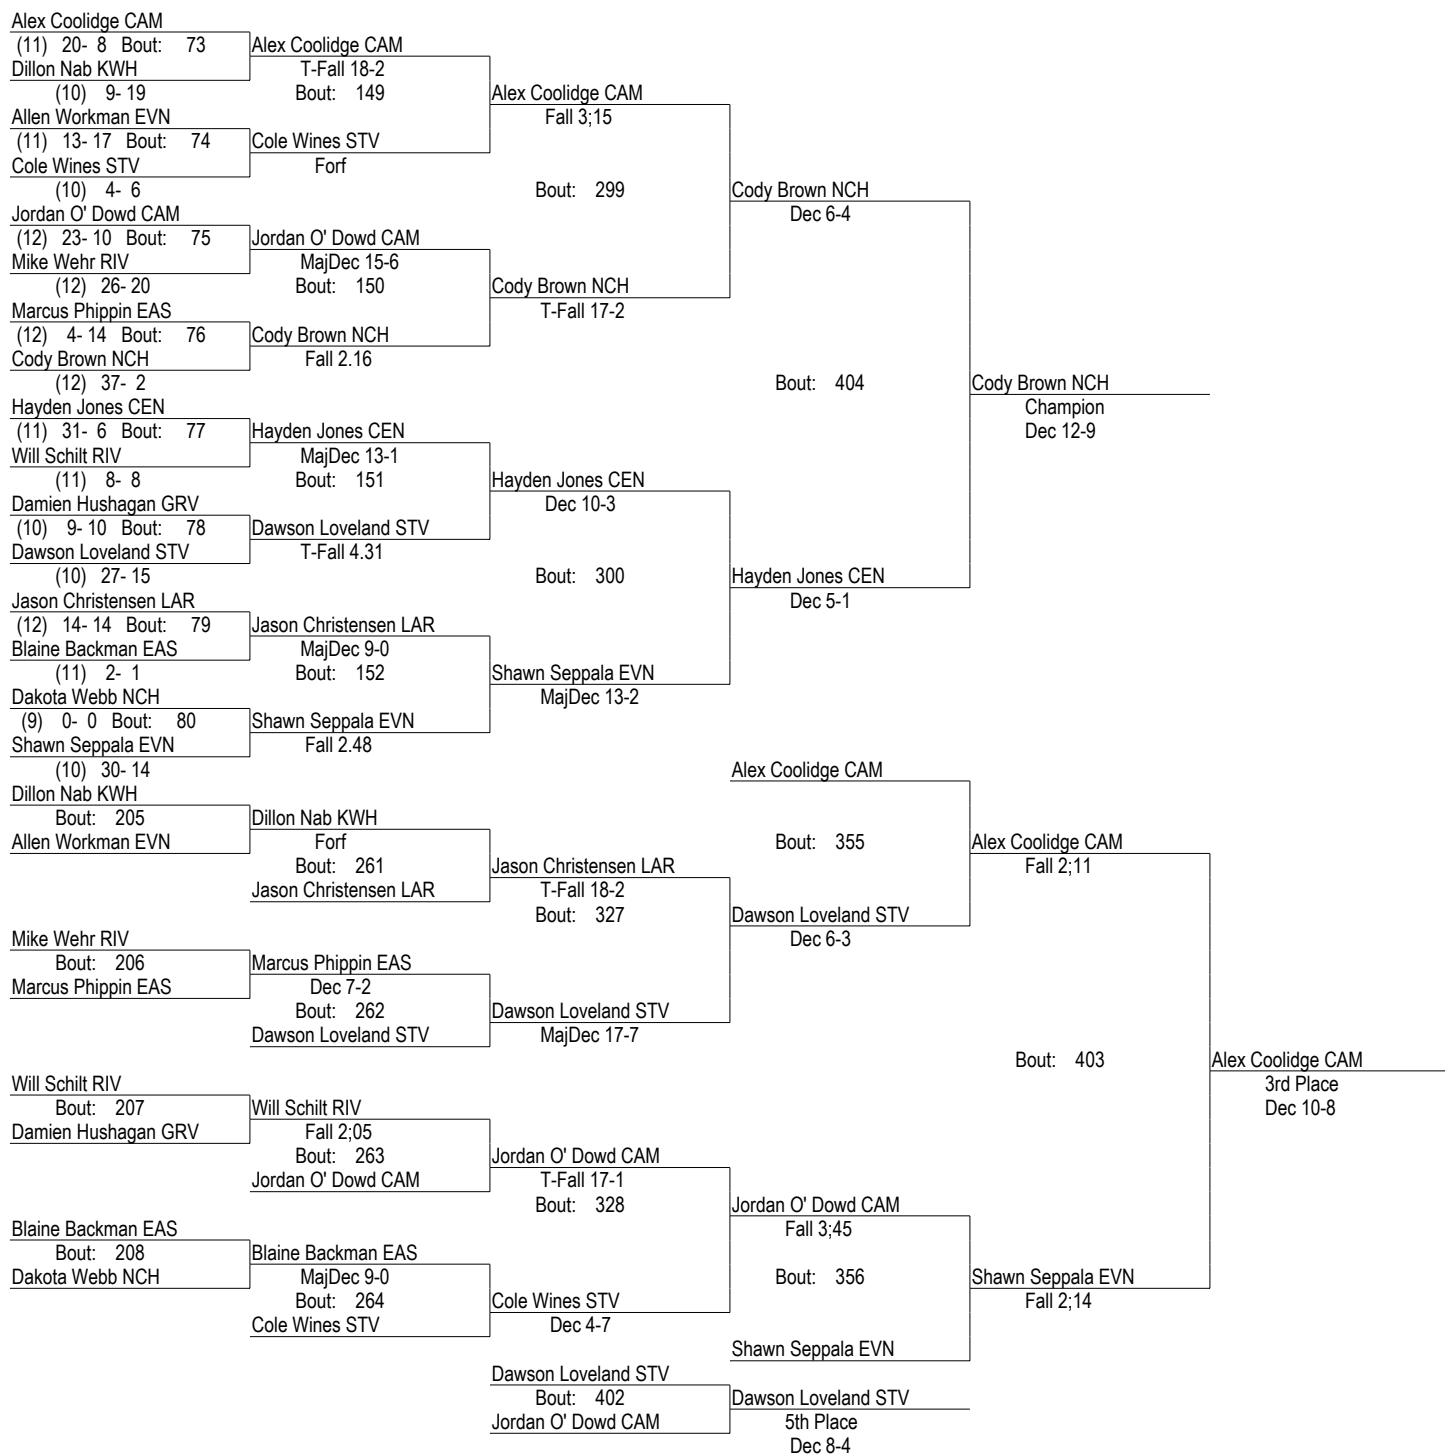 Alex Coolidge CAM
(11) 20- 8 Bout: 73 Alex Coolidge CAM
Dillon Nab KWH T-Fall 18-2
(10) 9- 19 Bout: 149 Alex Coolidge CAM
Allen Workman EVN Fall 3;15
(11) 13- 17 Bout: 74 Cole Wines STV
Cole Wines STV Forf
(10) 4- 6 Bout: 299 Cody Brown NCH
Jordan O' Dowd CAM Dec 6-4
(12) 23- 10 Bout: 75 Jordan O' Dowd CAM
Mike Wehr RIV MajDec 15-6
(12) 26- 20 Bout: 150 Cody Brown NCH
Marcus Phippin EAS T-Fall 17-2
(12) 4- 14 Bout: 76 Cody Brown NCH
Cody Brown NCH Fall 2.16
(12) 37- 2 Bout: 404 Cody Brown NCH
Hayden Jones CEN Champion
(11) 31- 6 Bout: 77 Hayden Jones CEN Dec 12-9
Will Schilt RIV MajDec 13-1
(11) 8- 8 Bout: 151 Hayden Jones CEN
Damien Hushagan GRV Dec 10-3
(10) 9- 10 Bout: 78 Dawson Loveland STV
Dawson Loveland STV T-Fall 4.31
(10) 27- 15 Bout: 300 Hayden Jones CEN
Jason Christensen LAR Dec 5-1
(12) 14- 14 Bout: 79 Jason Christensen LAR
Blaine Backman EAS MajDec 9-0
(11) 2- 1 Bout: 152 Shawn Seppala EVN
Dakota Webb NCH MajDec 13-2
(9) 0- 0 Bout: 80 Shawn Seppala EVN
Shawn Seppala EVN Fall 2.48
(10) 30- 14 Alex Coolidge CAM
Dillon Nab KWH
Bout: 205 Dillon Nab KWH
Allen Workman EVN Forf Bout: 355 Alex Coolidge CAM
Bout: 261 Jason Christensen LAR Fall 2;11
Jason Christensen LAR T-Fall 18-2
Bout: 327 Dawson Loveland STV
Mike Wehr RIV Dec 6-3
Bout: 206 Marcus Phippin EAS
Marcus Phippin EAS Dec 7-2
Bout: 262 Dawson Loveland STV
Dawson Loveland STV MajDec 17-7
Bout: 403 Alex Coolidge CAM
Will Schilt RIV 3rd Place
Bout: 207 Will Schilt RIV Dec 10-8
Damien Hushagan GRV Fall 2;05
Bout: 263 Jordan O' Dowd CAM
Jordan O' Dowd CAM T-Fall 17-1
Bout: 328 Jordan O' Dowd CAM
Blaine Backman EAS Fall 3;45
Bout: 208 Blaine Backman EAS
Dakota Webb NCH MajDec 9-0 Bout: 356 Shawn Seppala EVN
Bout: 264 Cole Wines STV Fall 2;14
Cole Wines STV Dec 4-7
Shawn Seppala EVN
Dawson Loveland STV
Bout: 402 Dawson Loveland STV
Jordan O' Dowd CAM 5th Place
Dec 8-4